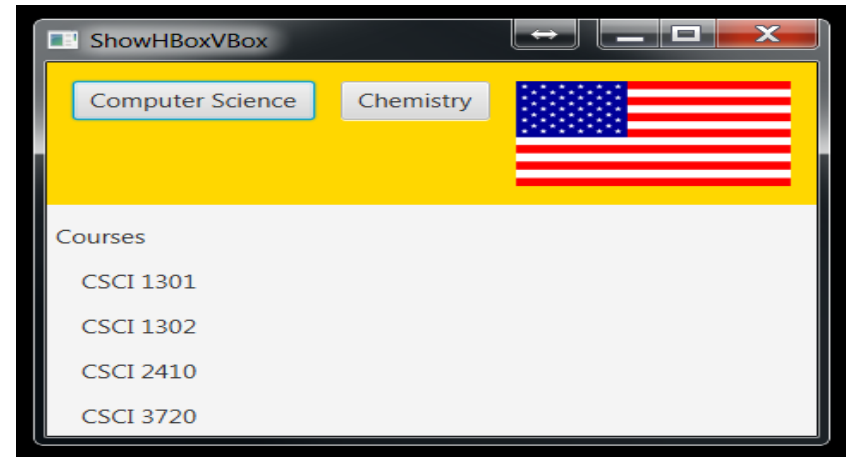 ShowHBoxVBox
Computer Science Chemistry
Courses
CSCI 1301
CSCI 1302
CSCI 2410
CSCI 3720